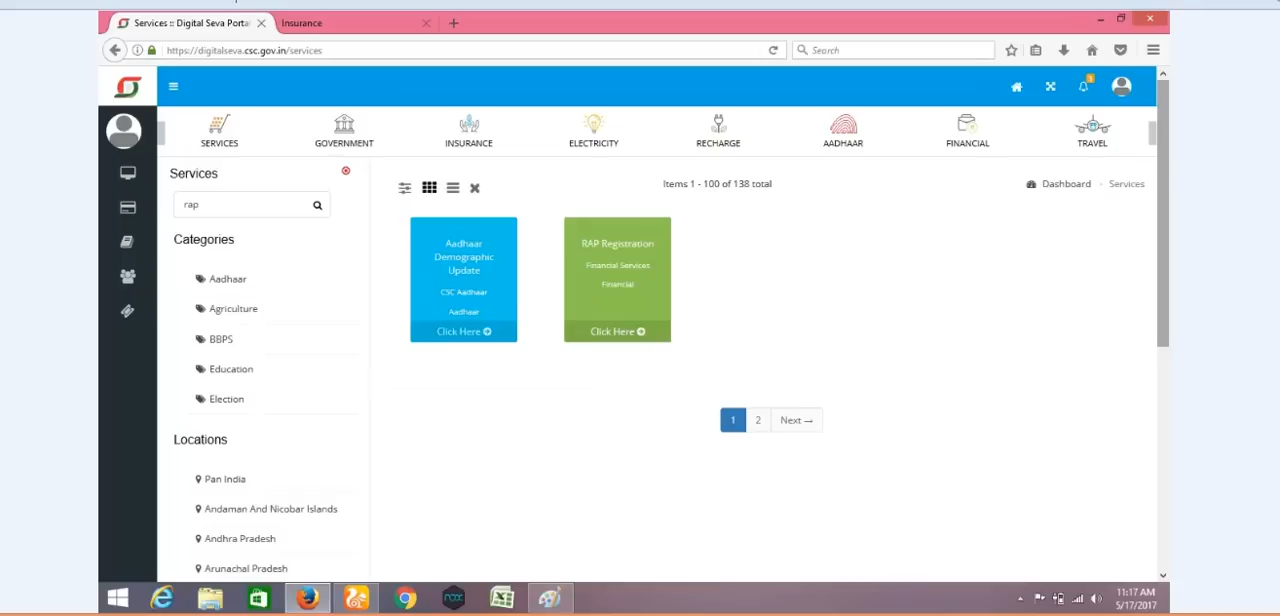 Services :: Digital Seva Porta
Insurance
https://digitalseva.csc.gov.in/services
Search
3
SERVICES
GOVERNMENT
INSURANCE
ELECTRICITY
RECHARGE
AADHAAR
FINANCIAL
TRAVEL
Services
Items 1 - 100 of 138 total
Dashboard
Services
rap
Categories
Aadhaar
Agriculture
BBPS
Education
Election
Locations
Pan India
Andaman And Nicobar Islands
Andhra Pradesh
Arunachal Pradesh
Aadhaar
Demographic
Update
CSC Aadhaar
Aadhaar
Click Here
RAP Registration
Financial Services
Financial
Click Here
1
2
Next →
11:17 AM
5/17/2017